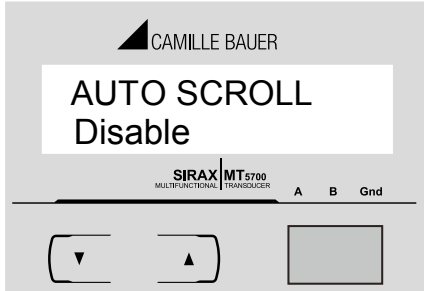 CAMILLE BAUER
AUTO SCROLL
Disable
SIRAX MT5700
MULTIFUNCTIONAL TRANSDUCER
A B Gnd